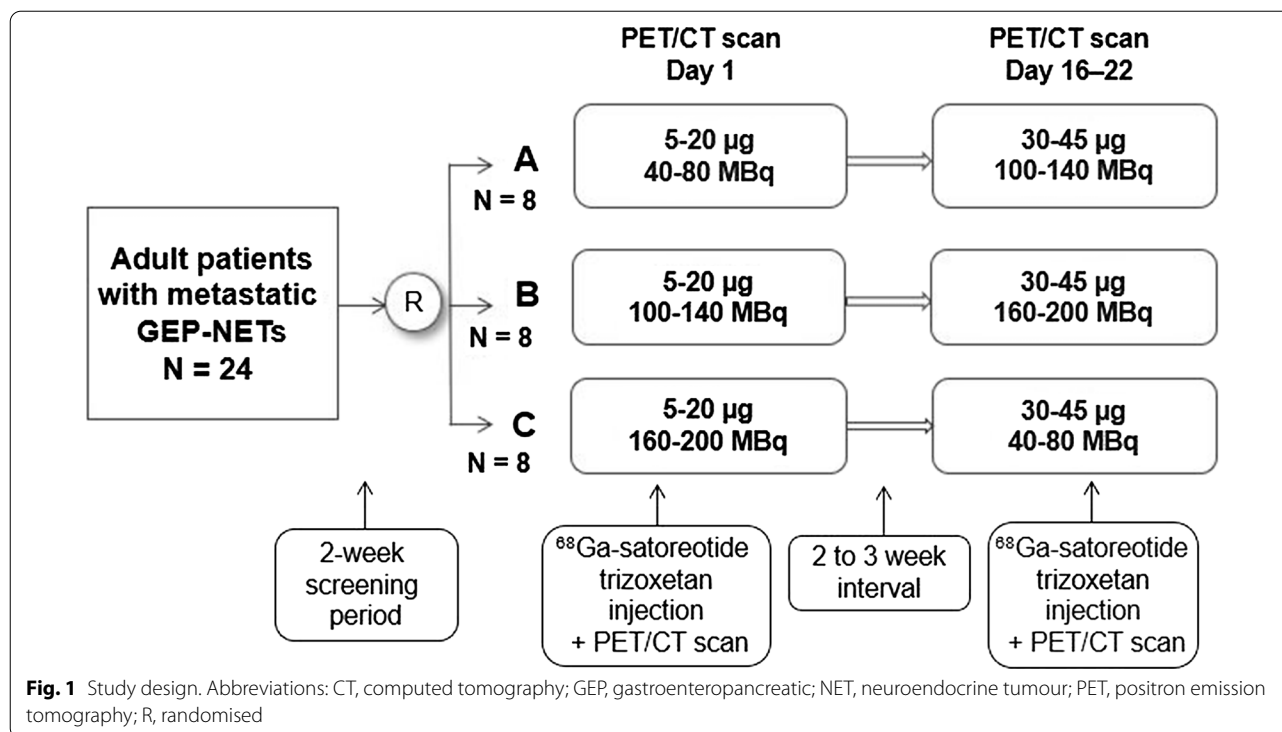 PET/CT scan
Day 1
PET/CT scan
Day 16–22
Adult patients
with metastatic
GEP-NETs
N = 24
R
A
N = 8
5-20 µg
40-80 MBq
30-45 µg
100-140 MBq
B
N = 8
5-20 µg
100-140 MBq
30-45 µg
160-200 MBq
C
N = 8
5-20 µg
160-200 MBq
30-45 µg
40-80 MBq
2-week
screening
period
⁶⁸Ga-satoreotide
trizoxetan
injection
+ PET/CT scan
2 to 3 week
interval
⁶⁸Ga-satoreotide
trizoxetan
injection
+ PET/CT scan
Fig. 1 Study design. Abbreviations: CT, computed tomography; GEP, gastroenteropancreatic; NET, neuroendocrine tumour; PET, positron emission
tomography; R, randomised